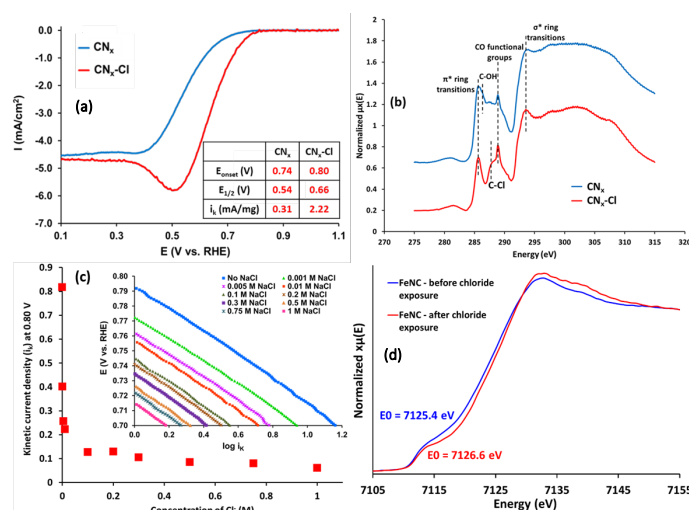 0.0
-1.0
-2.0
-3.0
-4.0
-5.0
-6.0
-7.0
I (mA/cm²)
CNx
CNx-Cl
(a)
CNx CNx-Cl
Eonset (V) 0.74 0.80
E1/2 (V) 0.54 0.66
ik (mA/mg) 0.31 2.22
0.1 0.3 0.5 0.7 0.9 1.1
E (V vs. RHE)
2
1.8
1.6
1.4
1.2
1
0.8
0.6
0.4
0.2
0
Normalized μx(E)
σ* ring
transitions
CO functional
groups
C-OH
π* ring
transitions
(b)
C-Cl
CNx
CNx-Cl
275 280 285 290 295 300 305 310 315 320
Energy (eV)
0.9
0.8
0.7
0.6
0.5
0.4
0.3
0.2
0.1
0
Kinetic current density (ik) at 0.80 V
(c)
0.80
0.79
0.78
0.77
0.76
0.75
0.74
0.73
0.72
0.71
0.70
E (V vs. RHE)
No NaCl 0.001 M NaCl
0.005 M NaCl 0.01 M NaCl
0.1 M NaCl 0.2 M NaCl
0.3 M NaCl 0.5 M NaCl
0.75 M NaCl 1 M NaCl
0.0 0.2 0.4 0.6 0.8 1.0 1.2
log iK
0 0.2 0.4 0.6 0.8 1
Concentration of Cl- (M)
FeNC - before chloride
exposure
FeNC - after chloride
exposure
(d)
Normalized xμ(E)
E0 = 7125.4 eV
E0 = 7126.6 eV
7105 7115 7125 7135 7145 7155
Energy (eV)